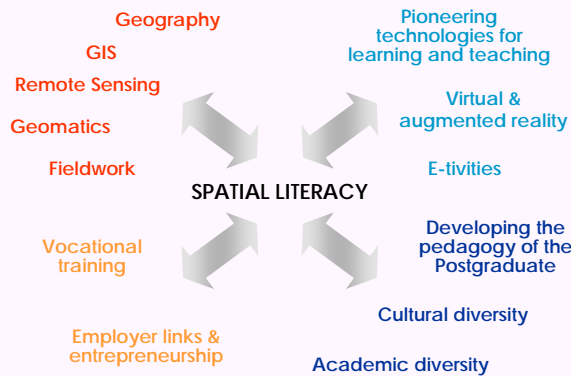 Geography
GIS
Remote Sensing
Geomatics
Fieldwork
Pioneering
technologies for
learning and teaching
Virtual &
augmented reality
E-tivities
SPATIAL LITERACY
Vocational
training
Employer links &
entrepreneurship
Developing the
pedagogy of the
Postgraduate
Cultural diversity
Academic diversity